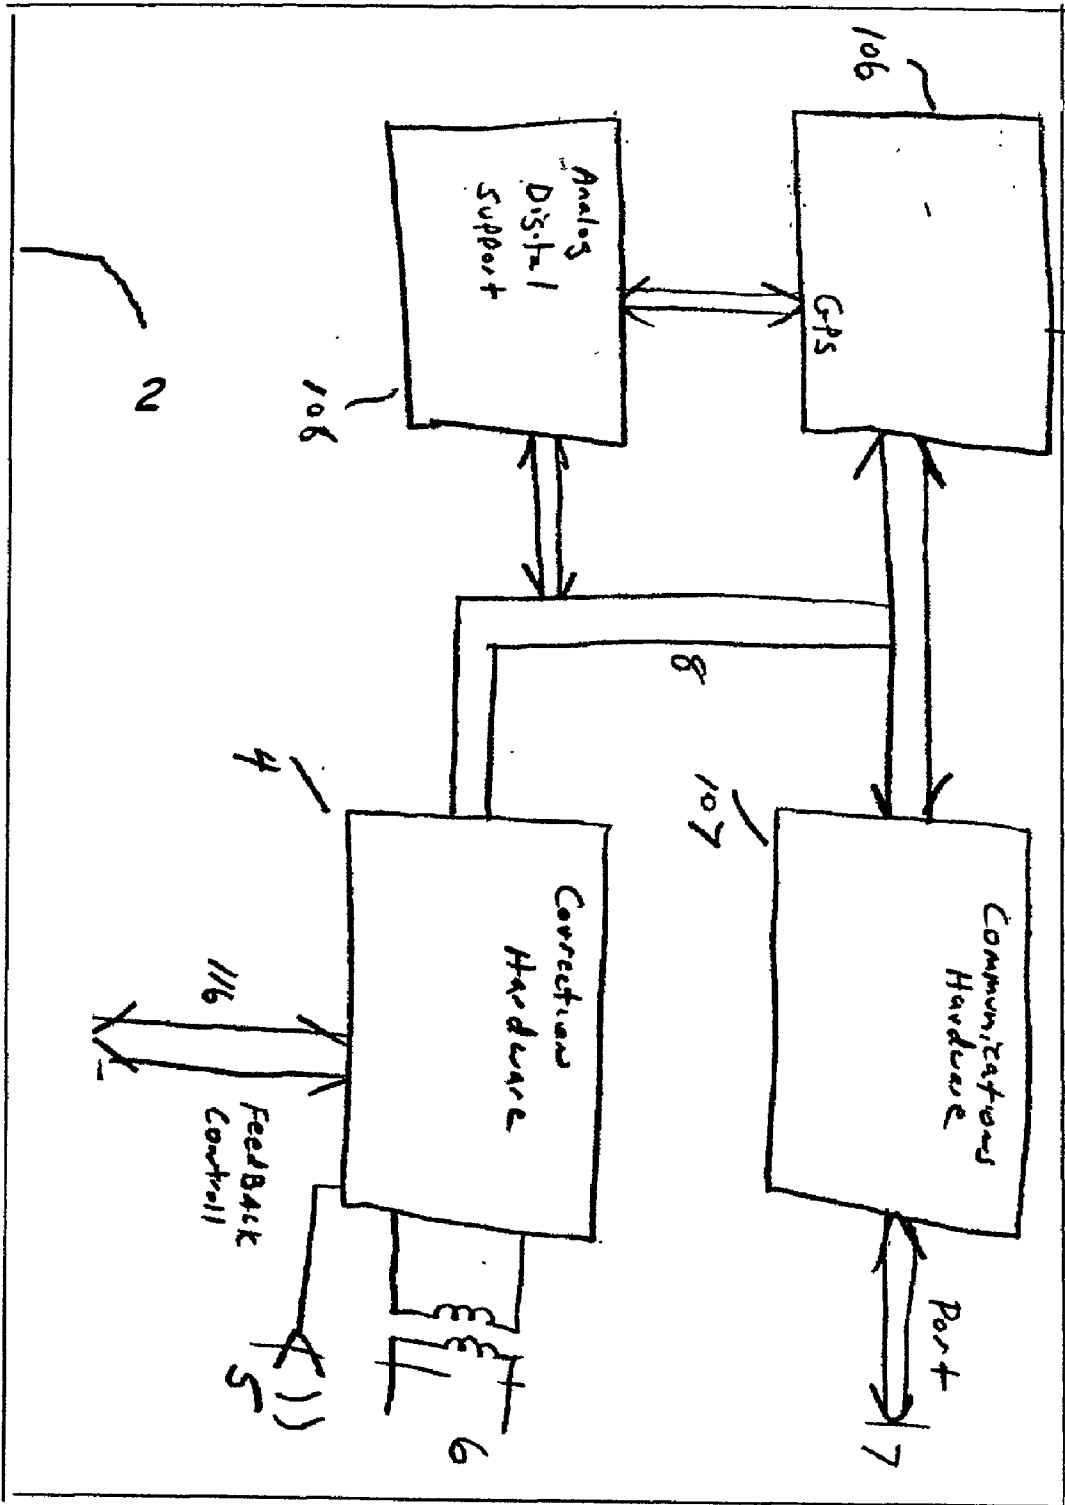 106
GPS
Communications
Hardware
Port
7
107
8
Analog
Digital
Support
106
Correction
Hardware
4
6
5
FeedBACK
Controll
116
2